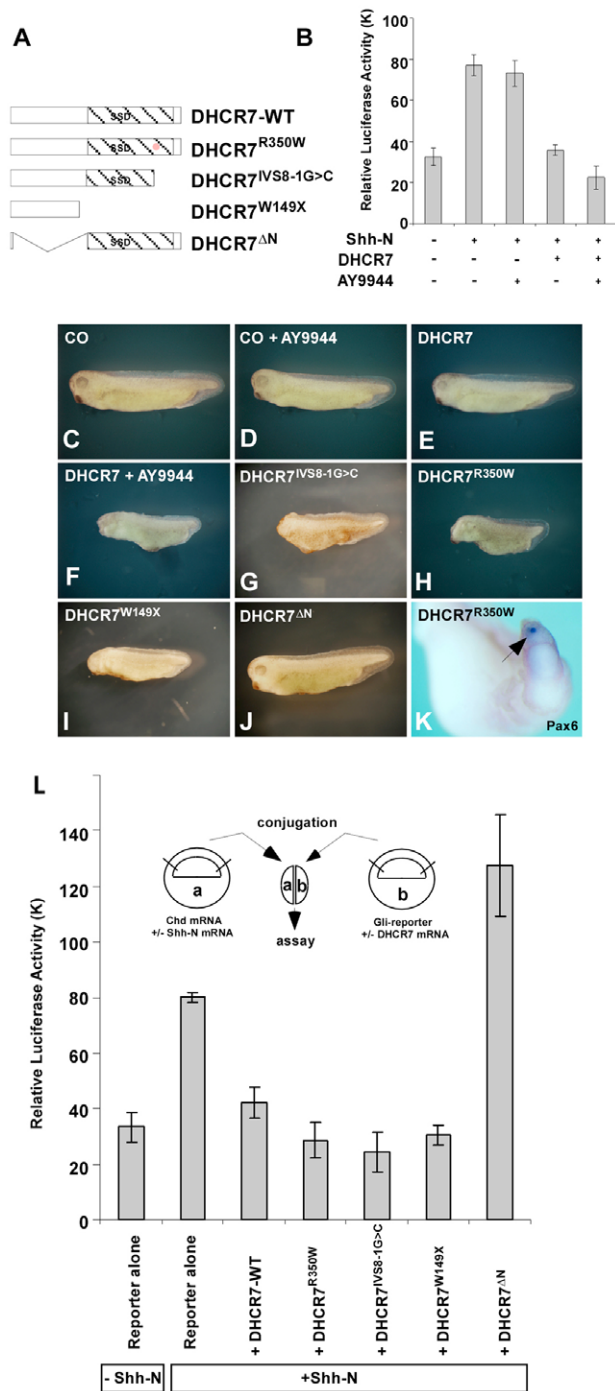 A
SSD DHCR7-WT
SSD DHCR7R350W
SSD DHCR7IVS8-1G>C
DHCR7W149X
SSD DHCR7ΔN
B
Relative Luciferase Activity (K)
100
80
60
40
20
0
Shh-N - + + + +
DHCR7 - - - + +
AY9944 - - + - +
CO
C
CO + AY9944
D
DHCR7
E
DHCR7 + AY9944
F
DHCR7IVS8-1G>C
G
DHCR7R350W
H
DHCR7W149X
I
DHCR7ΔN
J
DHCR7R350W
K
Pax6
L
Relative Luciferase Activity (K)
140
120
100
80
60
40
20
0
conjugation
a
a b
b
Chd mRNA
+/- Shh-N mRNA
assay
Gli-reporter
+/- DHCR7 mRNA
Reporter alone
Reporter alone
+ DHCR7-WT
+ DHCR7R350W
+ DHCR7IVS8-1G>C
+ DHCR7W149X
+ DHCR7ΔN
- Shh-N
+Shh-N